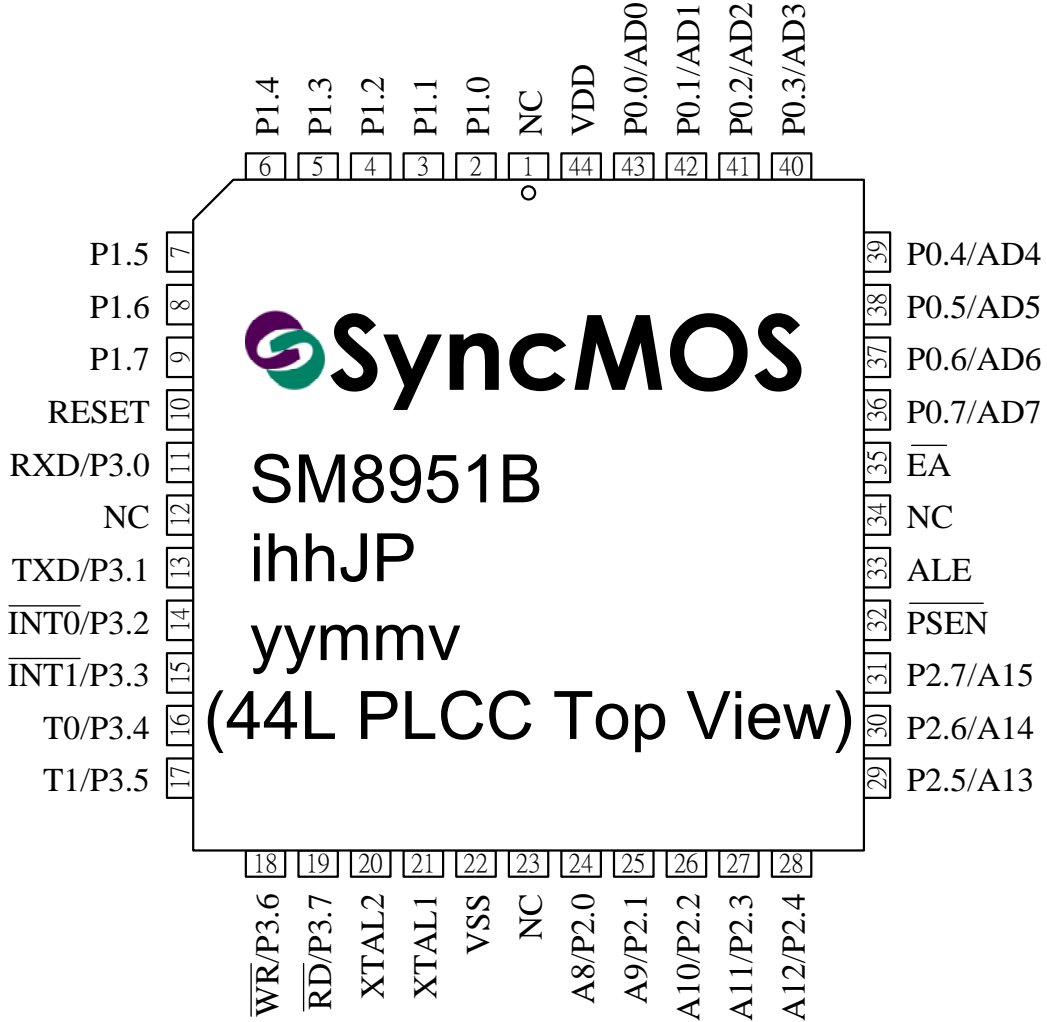 P1.4
P1.3
P1.2
P1.1
P1.0
NC
VDD
P0.0/AD0
P0.1/AD1
P0.2/AD2
P0.3/AD3
6
5
4
3
2
1
44
43
42
41
40
P1.5 7
P1.6 8
P1.7 9
RESET 10
RXD/P3.0 11
NC 12
TXD/P3.1 13
INT0/P3.2 14
INT1/P3.3 15
T0/P3.4 16
T1/P3.5 17
SyncMOS
SM8951B
ihhJP
yymmv
(44L PLCC Top View)
39 P0.4/AD4
38 P0.5/AD5
37 P0.6/AD6
36 P0.7/AD7
35 EA
34 NC
33 ALE
32 PSEN
31 P2.7/A15
30 P2.6/A14
29 P2.5/A13
18
19
20
21
22
23
24
25
26
27
28
WR/P3.6
RD/P3.7
XTAL2
XTAL1
VSS
NC
A8/P2.0
A9/P2.1
A10/P2.2
A11/P2.3
A12/P2.4